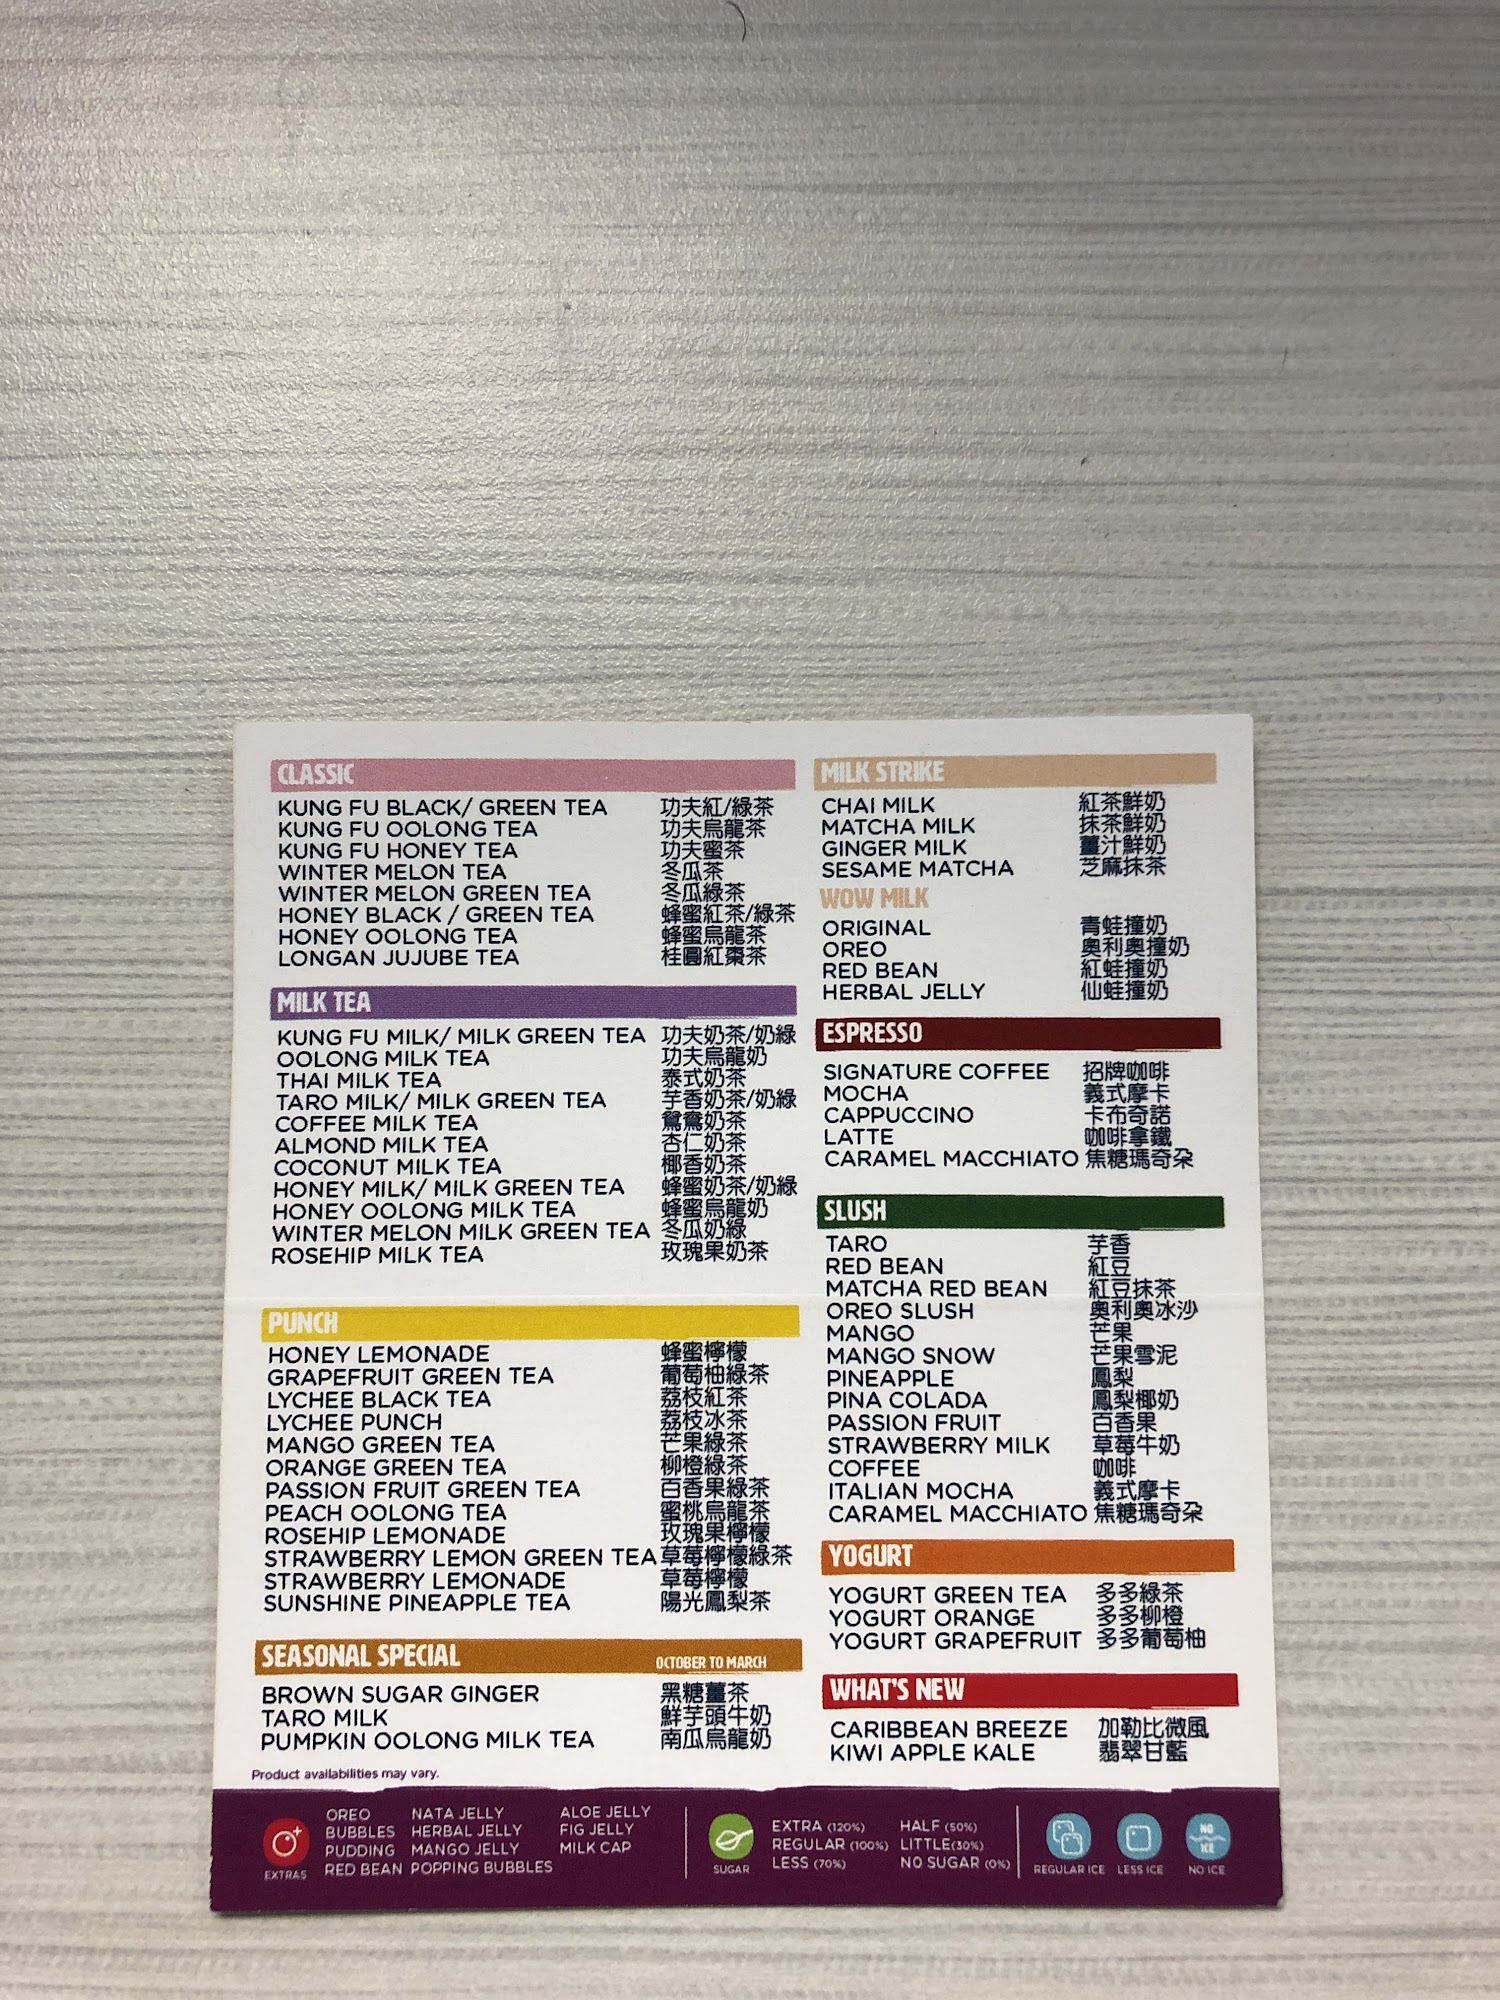 CLASSIC
KUNG FU BLACK/ GREEN TEA 功夫紅/綠茶
KUNG FU OOLONG TEA 功夫烏龍茶
KUNG FU HONEY TEA 功夫蜜茶
WINTER MELON TEA 冬瓜茶
WINTER MELON GREEN TEA 冬瓜綠茶
HONEY BLACK / GREEN TEA 蜂蜜紅茶/綠茶
HONEY OOLONG TEA 蜂蜜烏龍茶
LONGAN JUJUBE TEA 桂圓紅棗茶
MILK TEA
KUNG FU MILK/ MILK GREEN TEA 功夫奶茶/奶綠
OOLONG MILK TEA 功夫烏龍奶
THAI MILK TEA 泰式奶茶
TARO MILK/ MILK GREEN TEA 芋香奶茶/奶綠
COFFEE MILK TEA 鴛鴦奶茶
ALMOND MILK TEA 杏仁奶茶
COCONUT MILK TEA 椰香奶茶
HONEY MILK/ MILK GREEN TEA 蜂蜜奶茶/奶綠
HONEY OOLONG MILK TEA 蜂蜜烏龍奶
WINTER MELON MILK GREEN TEA 冬瓜奶綠
ROSEHIP MILK TEA 玫瑰果奶茶
PUNCH
HONEY LEMONADE 蜂蜜檸檬
GRAPEFRUIT GREEN TEA 葡萄柚綠茶
LYCHEE BLACK TEA 荔枝紅茶
LYCHEE PUNCH 荔枝冰茶
MANGO GREEN TEA 芒果綠茶
ORANGE GREEN TEA 柳橙綠茶
PASSION FRUIT GREEN TEA 百香果綠茶
PEACH OOLONG TEA 蜜桃烏龍茶
ROSEHIP LEMONADE 玫瑰果檸檬
STRAWBERRY LEMON GREEN TEA 草莓檸檬綠茶
STRAWBERRY LEMONADE 草莓檸檬
SUNSHINE PINEAPPLE TEA 陽光鳳梨茶
SEASONAL SPECIAL OCTOBER TO MARCH
BROWN SUGAR GINGER 黑糖薑茶
TARO MILK 鮮芋頭牛奶
PUMPKIN OOLONG MILK TEA 南瓜烏龍奶
Product availabilities may vary.
MILK STRIKE
CHAI MILK 紅茶鮮奶
MATCHA MILK 抹茶鮮奶
GINGER MILK 薑汁鮮奶
SESAME MATCHA 芝麻抹茶
WOW MILK
ORIGINAL 青蛙撞奶
OREO 奧利奧撞奶
RED BEAN 紅蛙撞奶
HERBAL JELLY 仙蛙撞奶
ESPRESSO
SIGNATURE COFFEE 招牌咖啡
MOCHA 義式摩卡
CAPPUCCINO 卡布奇諾
LATTE 咖啡拿鐵
CARAMEL MACCHIATO 焦糖瑪奇朵
SLUSH
TARO 芋香
RED BEAN 紅豆
MATCHA RED BEAN 紅豆抹茶
OREO SLUSH 奧利奧冰沙
MANGO 芒果
MANGO SNOW 芒果雪泥
PINEAPPLE 鳳梨
PINA COLADA 鳳梨椰奶
PASSION FRUIT 百香果
STRAWBERRY MILK 草莓牛奶
COFFEE 咖啡
ITALIAN MOCHA 義式摩卡
CARAMEL MACCHIATO 焦糖瑪奇朵
YOGURT
YOGURT GREEN TEA 多多綠茶
YOGURT ORANGE 多多柳橙
YOGURT GRAPEFRUIT 多多葡萄柚
WHAT'S NEW
CARIBBEAN BREEZE 加勒比微風
KIWI APPLE KALE 翡翠甘藍
EXTRAS
OREO NATA JELLY ALOE JELLY
BUBBLES HERBAL JELLY FIG JELLY
PUDDING MANGO JELLY MILK CAP
RED BEAN POPPING BUBBLES
SUGAR
EXTRA (120%) HALF (50%)
REGULAR (100%) LITTLE(30%)
LESS (70%) NO SUGAR (0%)
NO ICE
REGULAR ICE LESS ICE NO ICE